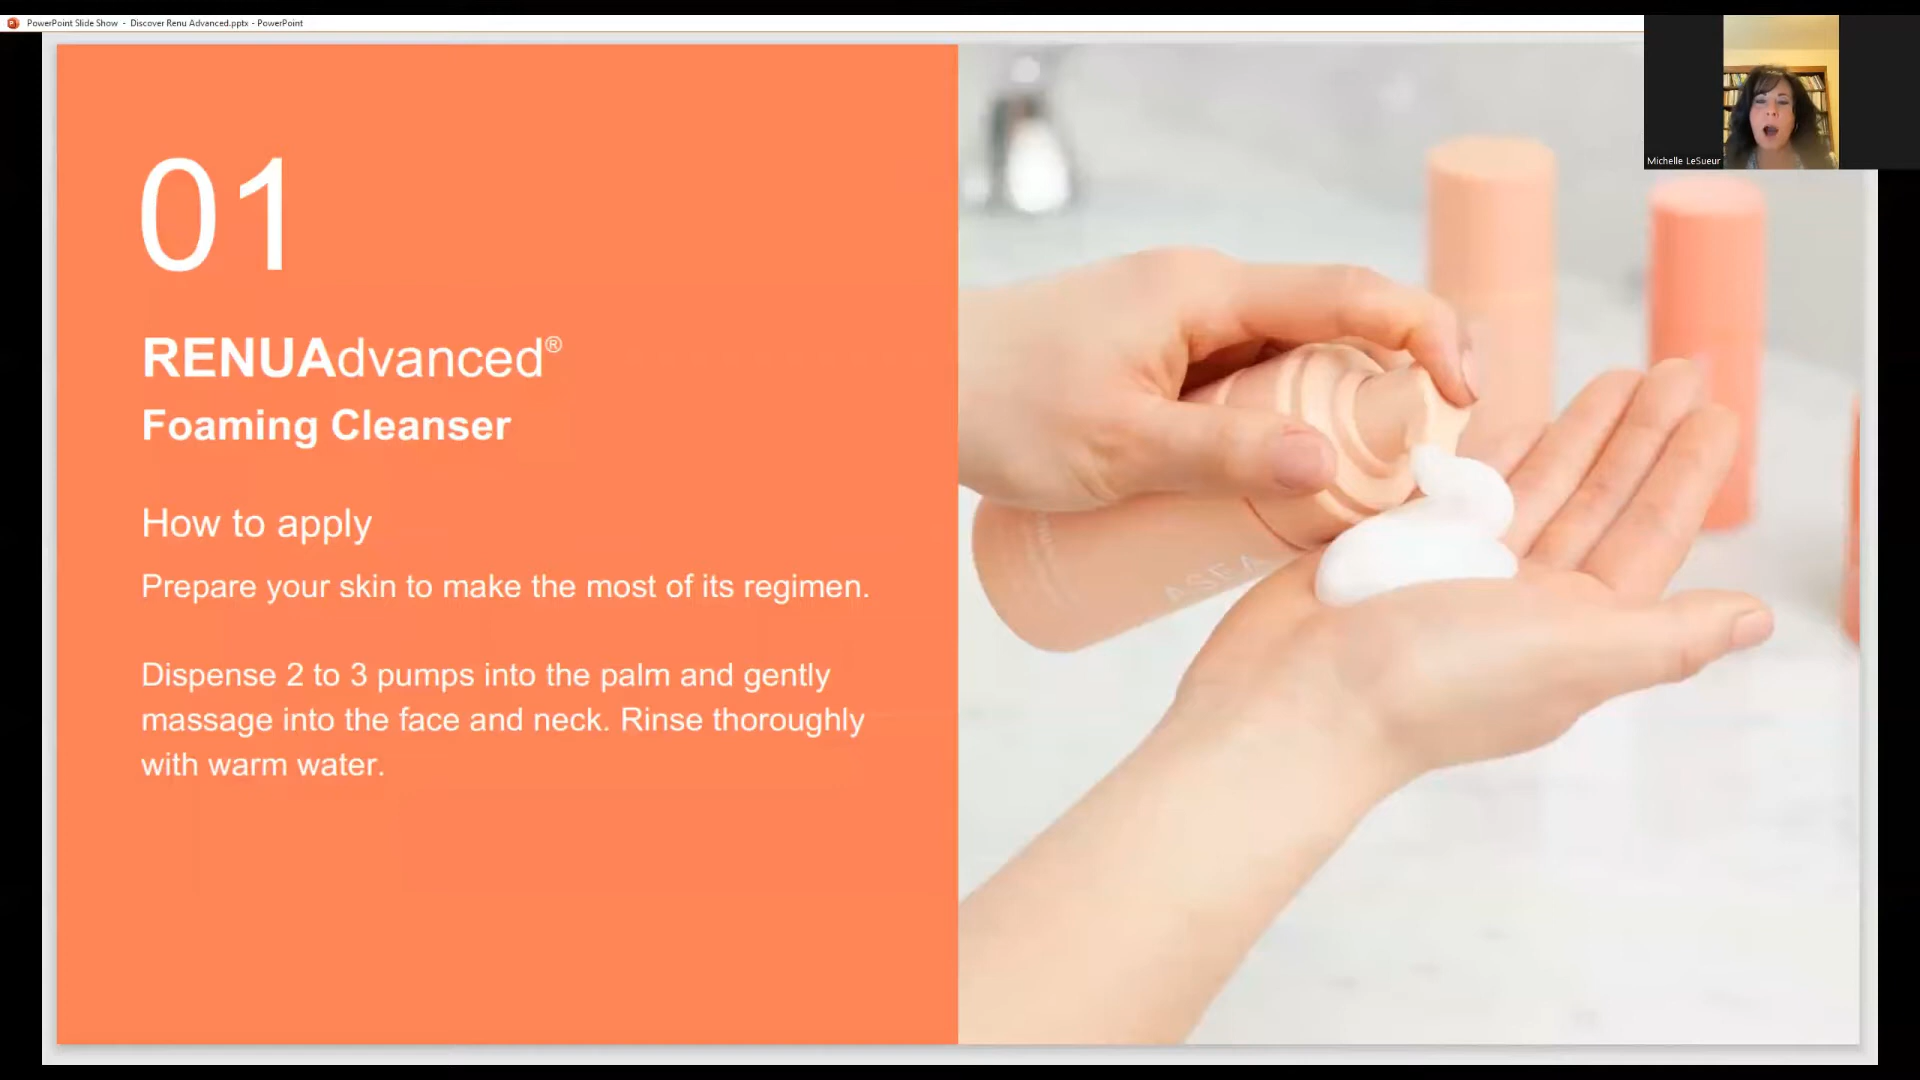 PowerPoint Slide Show - Discover Renu Advanced.pptx - PowerPoint
Michelle LeSueur
01
RENUAdvanced®
Foaming Cleanser
How to apply
Prepare your skin to make the most of its regimen.
Dispense 2 to 3 pumps into the palm and gently
massage into the face and neck. Rinse thoroughly
with warm water.
ASEA